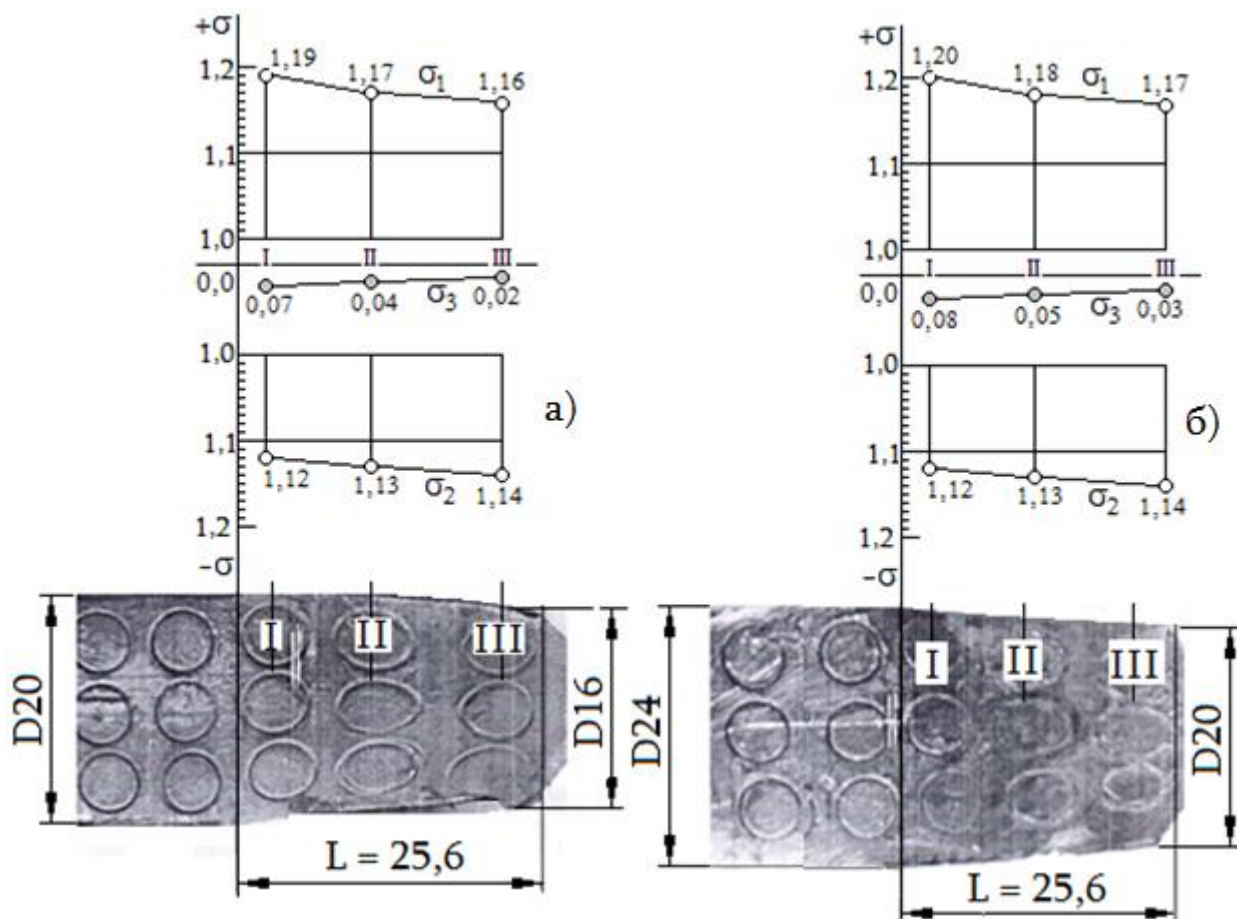 +σ
1,19
1,2
1,17
σ1
1,16
1,1
1,0
I
II
III
0,0
0,07
0,04
σ3
0,02
1,0
а)
1,1
1,12
1,13
σ2
1,14
1,2
−σ
I
II
III
D20
D16
L = 25,6
+σ
1,20
1,2
1,18
σ1
1,17
1,1
1,0
I
II
III
0,0
0,08
0,05
σ3
0,03
1,0
б)
1,1
1,12
1,13
σ2
1,14
1,2
−σ
I
II
III
D24
D20
L = 25,6